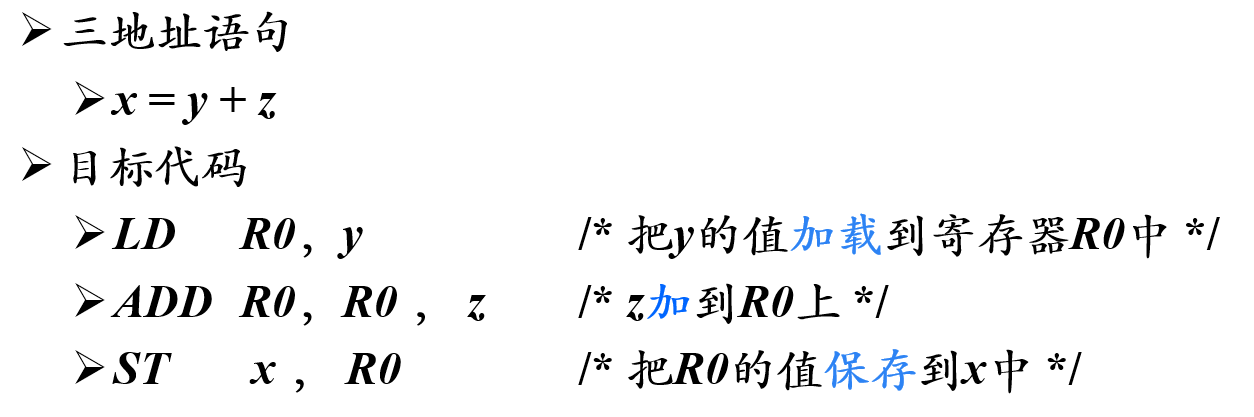 ➢ 三地址语句
➢ x = y + z
➢ 目标代码
➢ LD R0, y /* 把y的值加载到寄存器R0中 */
➢ ADD R0, R0 , z /* z加到R0上 */
➢ ST x , R0 /* 把R0的值保存到x中 */